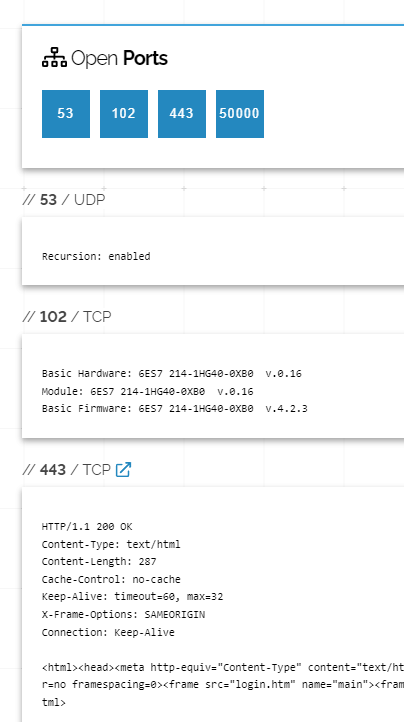 Open Ports
53 102 443 50000
// 53 / UDP
Recursion: enabled
// 102 / TCP
Basic Hardware: 6ES7 214-1HG40-0XB0  v.0.16
Module: 6ES7 214-1HG40-0XB0  v.0.16
Basic Firmware: 6ES7 214-1HG40-0XB0  v.4.2.3
// 443 / TCP
HTTP/1.1 200 OK
Content-Type: text/html
Content-Length: 287
Cache-Control: no-cache
Keep-Alive: timeout=60, max=32
X-Frame-Options: SAMEORIGIN
Connection: Keep-Alive
<html><head><meta http-equiv="Content-Type" content="text/ht
r=no framespacing=0><frame src="login.htm" name="main"><fram
tml>